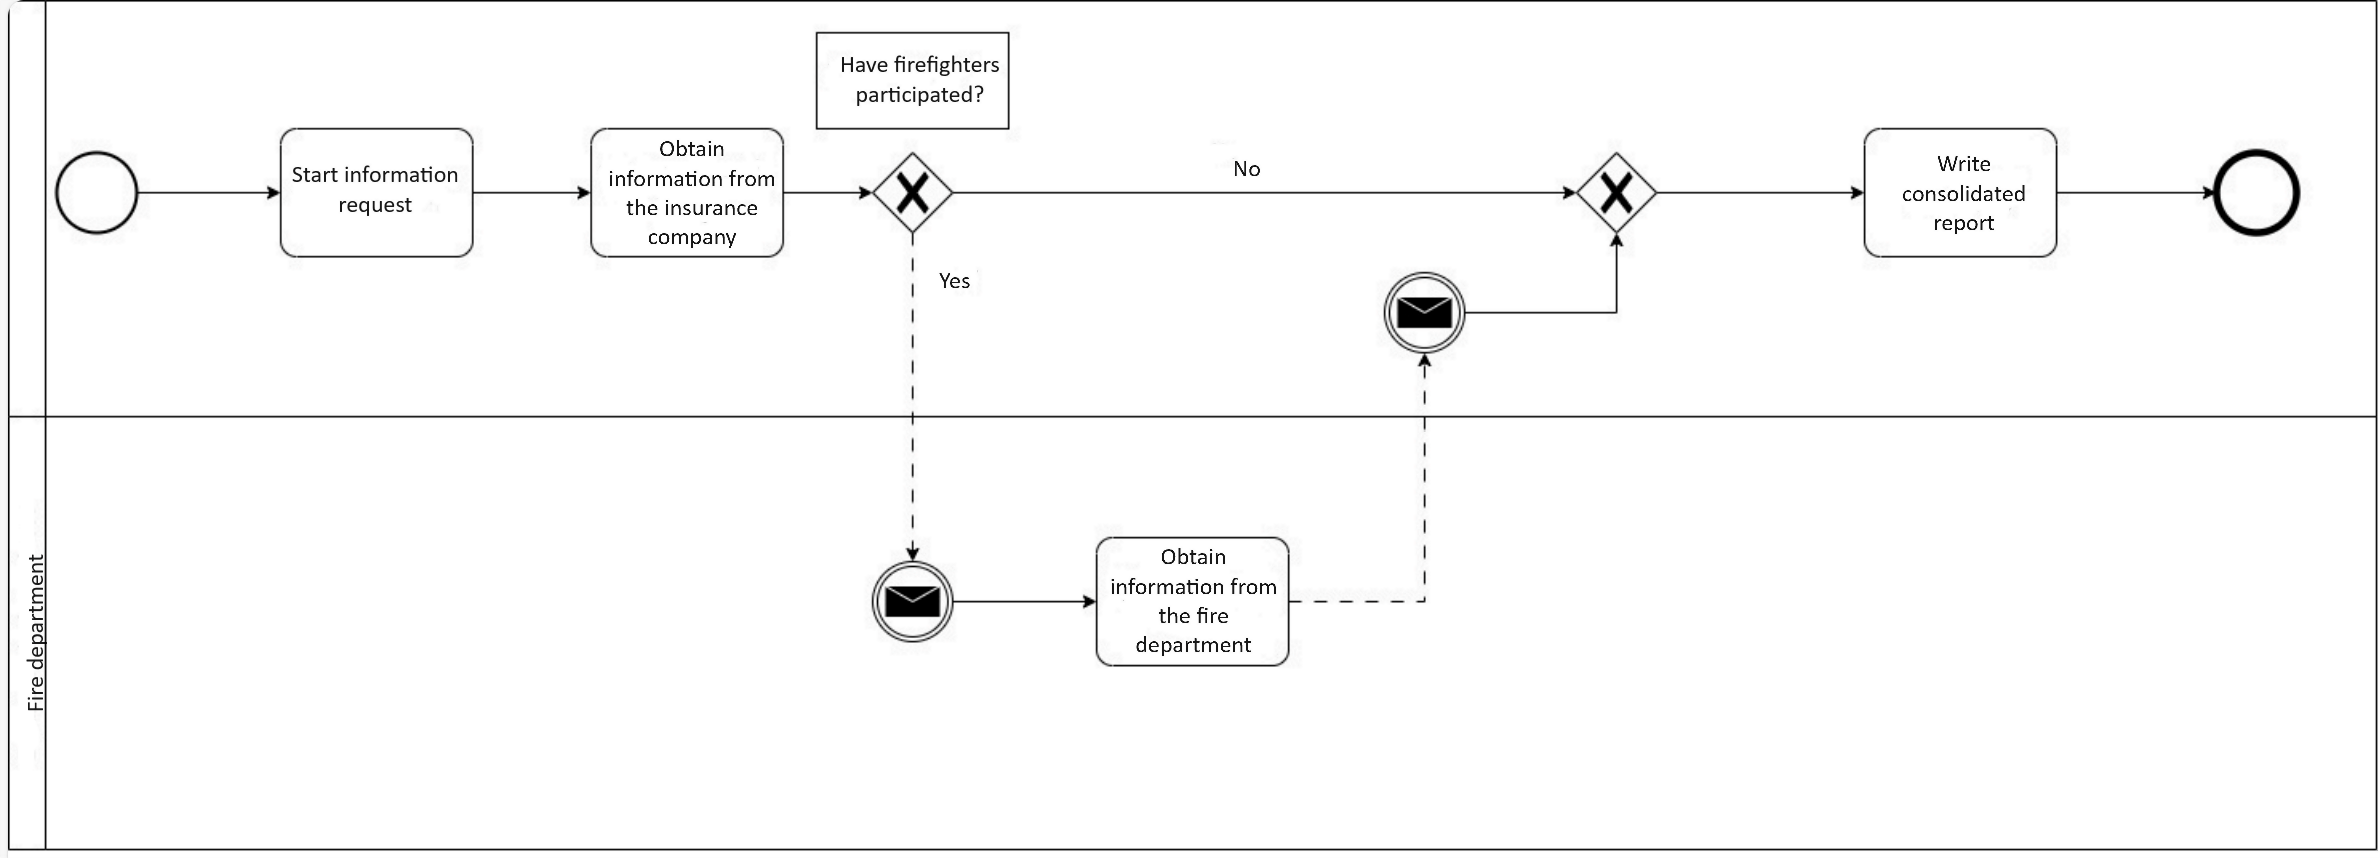 Have firefighters
participated?
Start information
request
Obtain
information from
the insurance
company
No
Write
consolidated
report
Yes
Fire department
Obtain
information from
the fire
department